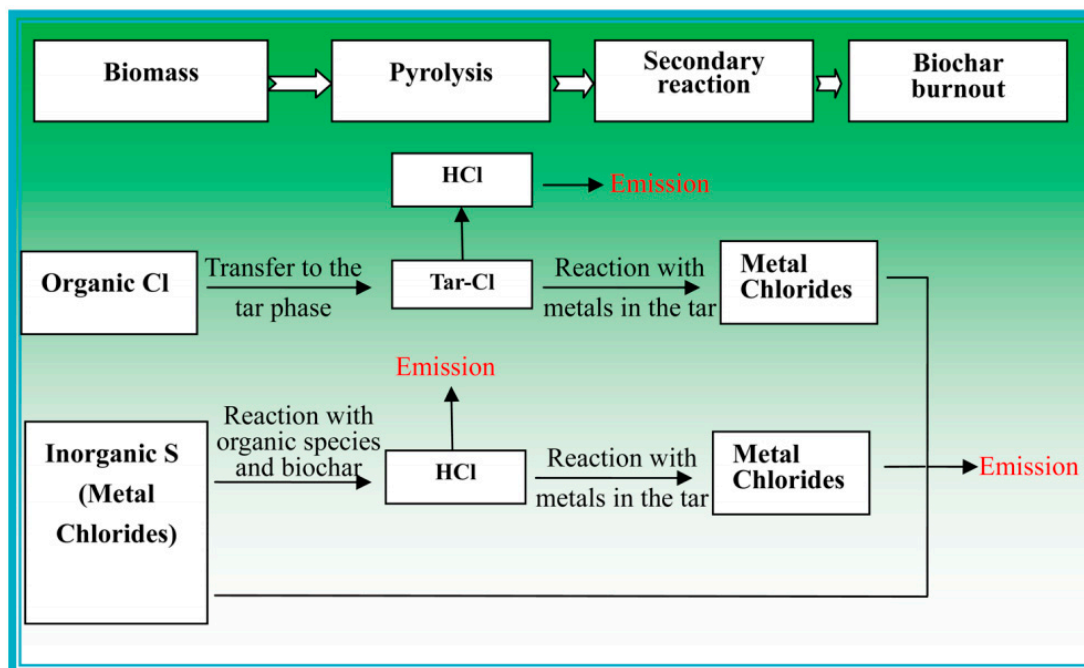 Biomass
Pyrolysis
Secondary
reaction
Biochar
burnout
HCl
Emission
Organic Cl
Transfer to the
tar phase
Tar-Cl
Reaction with
metals in the tar
Metal
Chlorides
Emission
Inorganic S
(Metal
Chlorides)
Reaction with
organic species
and biochar
HCl
Reaction with
metals in the tar
Metal
Chlorides
Emission